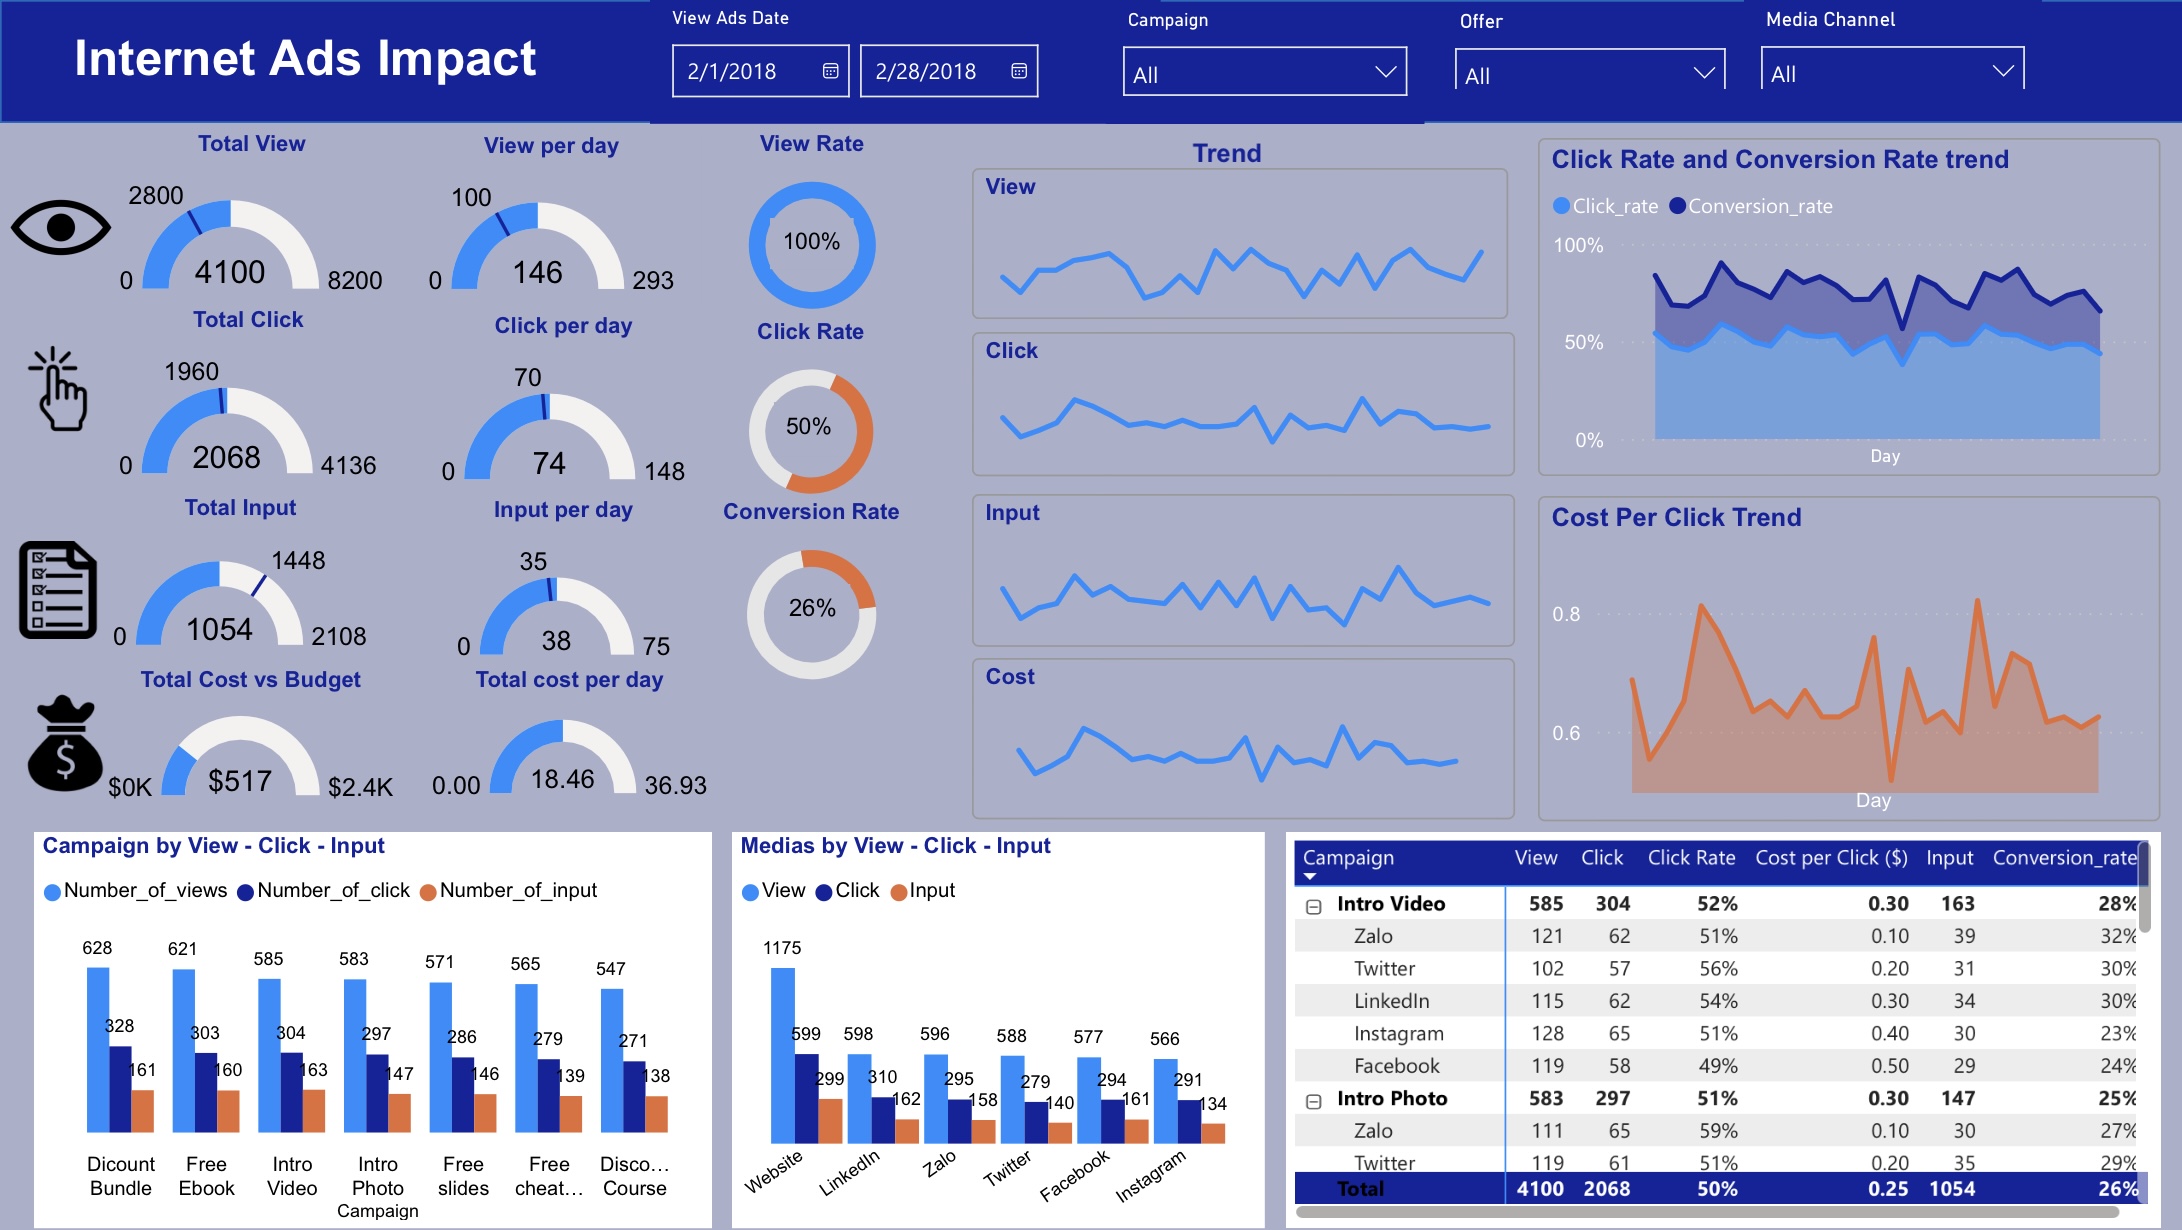 Internet Ads Impact
View Ads Date
2/1/2018
2/28/2018
Campaign
All
Offer
All
Media Channel
All
Total View
2800
0
4100
8200
View per day
100
0
146
293
View Rate
100%
Total Click
1960
0
2068
4136
Click per day
70
0
74
148
Click Rate
50%
Total Input
1448
0
1054
2108
Input per day
35
0
38
75
Conversion Rate
26%
Total Cost vs Budget
$0K
$517
$2.4K
Total cost per day
0.00
18.46
36.93
$
Trend
View
Click
Input
Cost
Click Rate and Conversion Rate trend
Click_rate Conversion_rate
100%
50%
0%
Day
Cost Per Click Trend
0.8
0.6
Day
Campaign by View - Click - Input
Number_of_views Number_of_click Number_of_input
628
328
161
621
303
160
585
304
163
583
297
147
571
286
146
565
279
139
547
271
138
Dicount
Bundle
Free
Ebook
Intro
Video
Intro
Photo
Free
slides
Free
cheat…
Disco…
Course
Campaign
Medias by View - Click - Input
View Click Input
1175
599
299
598
310
162
596
295
158
588
279
140
577
294
161
566
291
134
Website
LinkedIn
Zalo
Twitter
Facebook
Instagram
Campaign View Click Click Rate Cost per Click ($) Input Conversion_rate
Intro Video 585 304 52% 0.30 163 28%
Zalo 121 62 51% 0.10 39 32%
Twitter 102 57 56% 0.20 31 30%
LinkedIn 115 62 54% 0.30 34 30%
Instagram 128 65 51% 0.40 30 23%
Facebook 119 58 49% 0.50 29 24%
Intro Photo 583 297 51% 0.30 147 25%
Zalo 111 65 59% 0.10 30 27%
Twitter 119 61 51% 0.20 35 29%
Total 4100 2068 50% 0.25 1054 26%